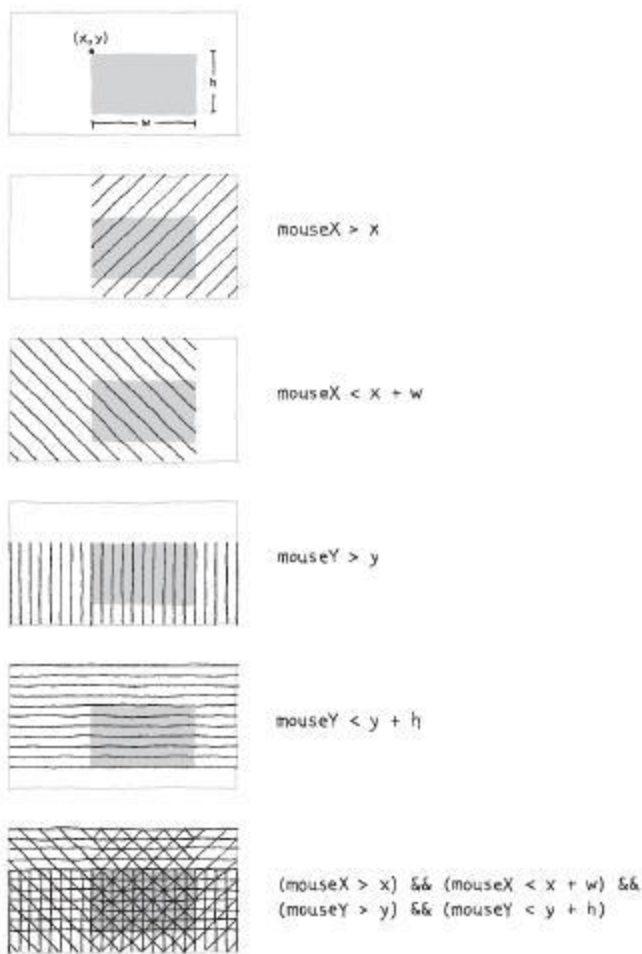 (x,y)
h
w
mouseX > x
mouseX < x + w
mouseY > y
mouseY < y + h
(mouseX > x) && (mouseX < x + w) &&
(mouseY > y) && (mouseY < y + h)